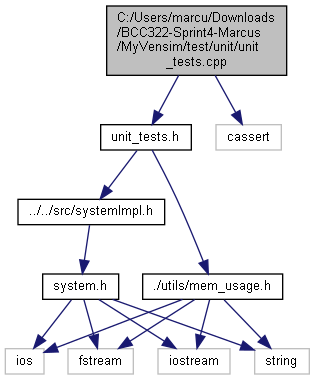 C:/Users/marcu/Downloads
/BCC322-Sprint4-Marcus
/MyVensim/test/unit/unit
_tests.cpp
unit_tests.h
cassert
../../src/systemImpl.h
system.h
./utils/mem_usage.h
ios
fstream
iostream
string